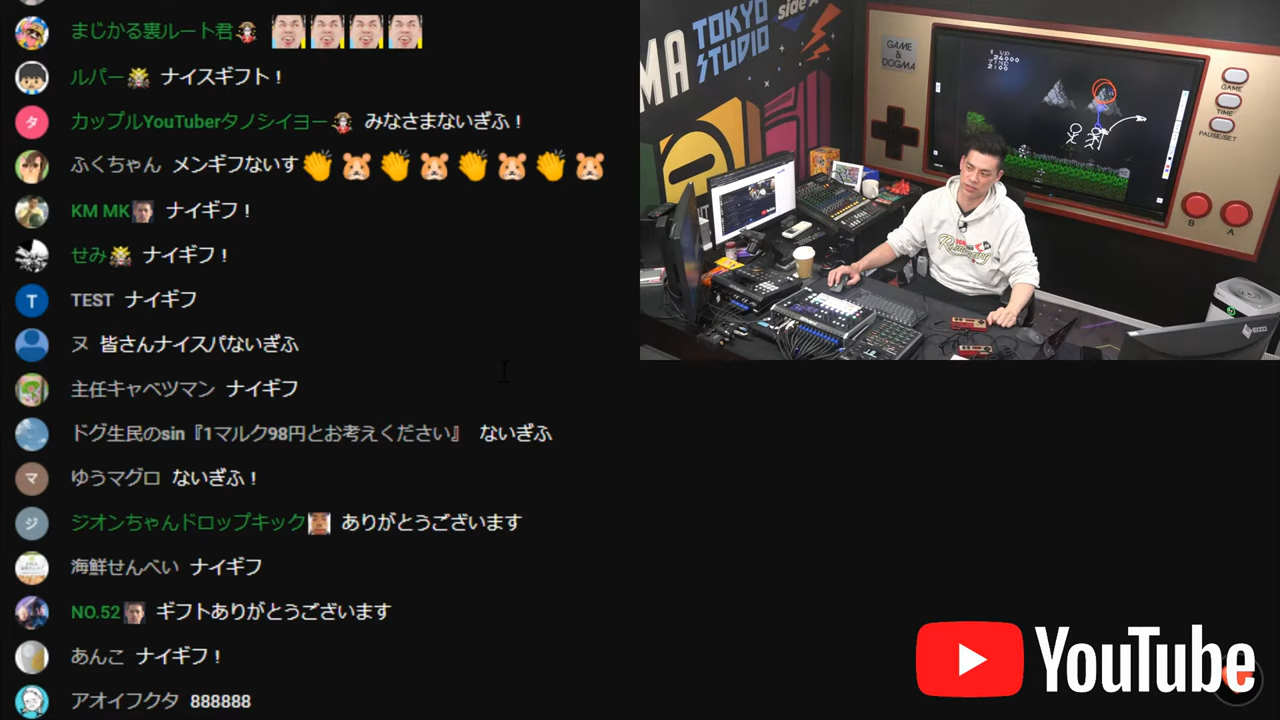 まじかる裏ルート君
ルパー ナイスギフト！
タ カップルYouTuberタノシイヨー みなさまないぎふ！
ふくちゃん メンギフないす
KM MK ナイギフ！
せみ ナイギフ！
T TEST ナイギフ
ヌ 皆さんナイスパないぎふ
主任キャベツマン ナイギフ
ドグ生民のsin『1マルク98円とお考えください』 ないぎふ
マ ゆうマグロ ないぎふ！
ジ ジオンちゃんドロップキック ありがとうございます
海鮮せんべい ナイギフ
NO.52 ギフトありがとうございます
あんこ ナイギフ！
アオイフクタ 888888
TOKYO
STUDIO
side A
GAME
& DOGMA
24000
2100
GAME
TIME
PAUSE/SET
B
A
YouTube